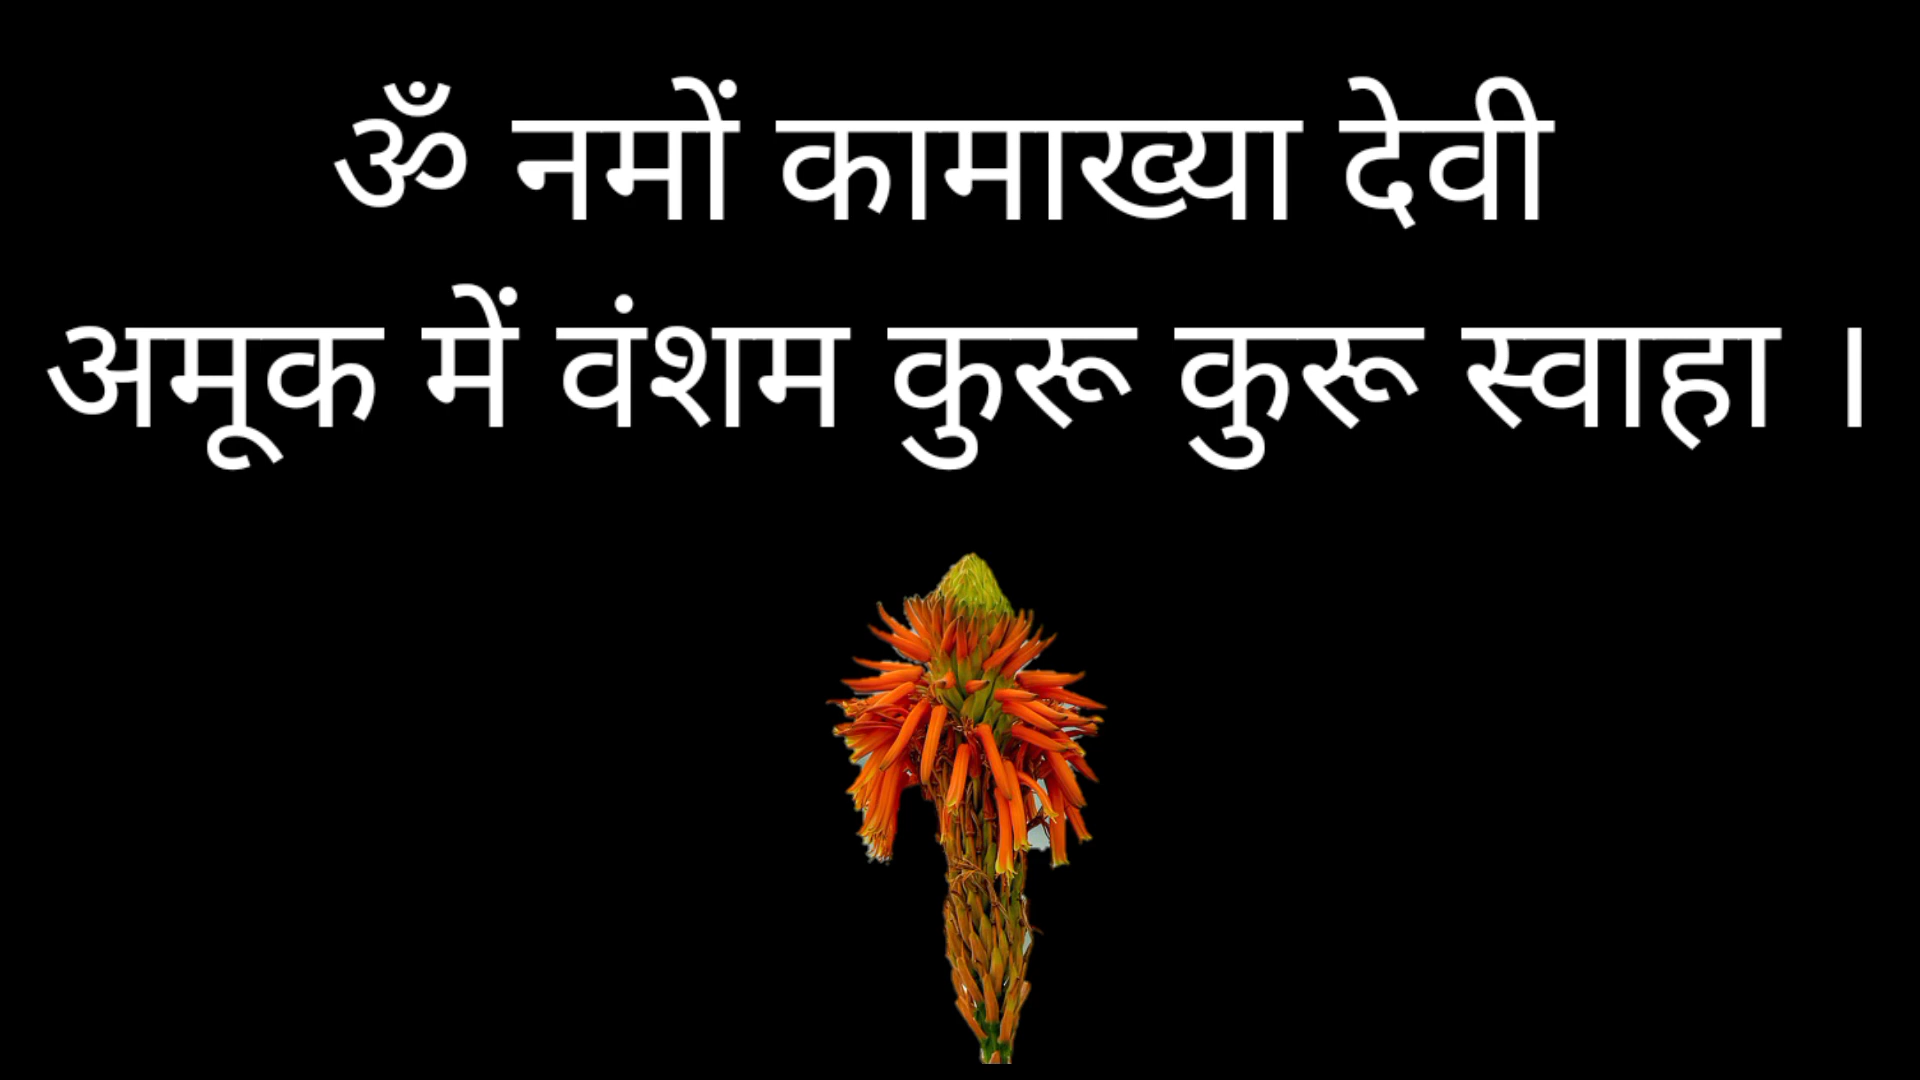 ॐ नमों कामाख्या देवी
अमूक में वंशम कुरू कुरू स्वाहा ।